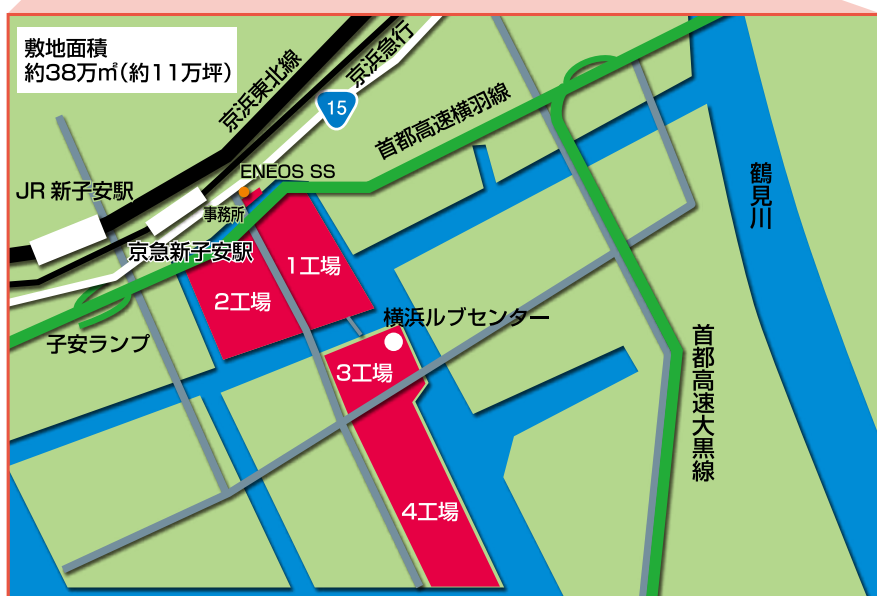 敷地面積
約38万㎡(約11万坪)
京浜東北線
京浜急行
15
首都高速横羽線
ENEOS SS
JR 新子安駅
事務所
京急新子安駅
鶴見川
1工場
2工場
横浜ルブセンター
子安ランプ
3工場
首都高速大黒線
4工場